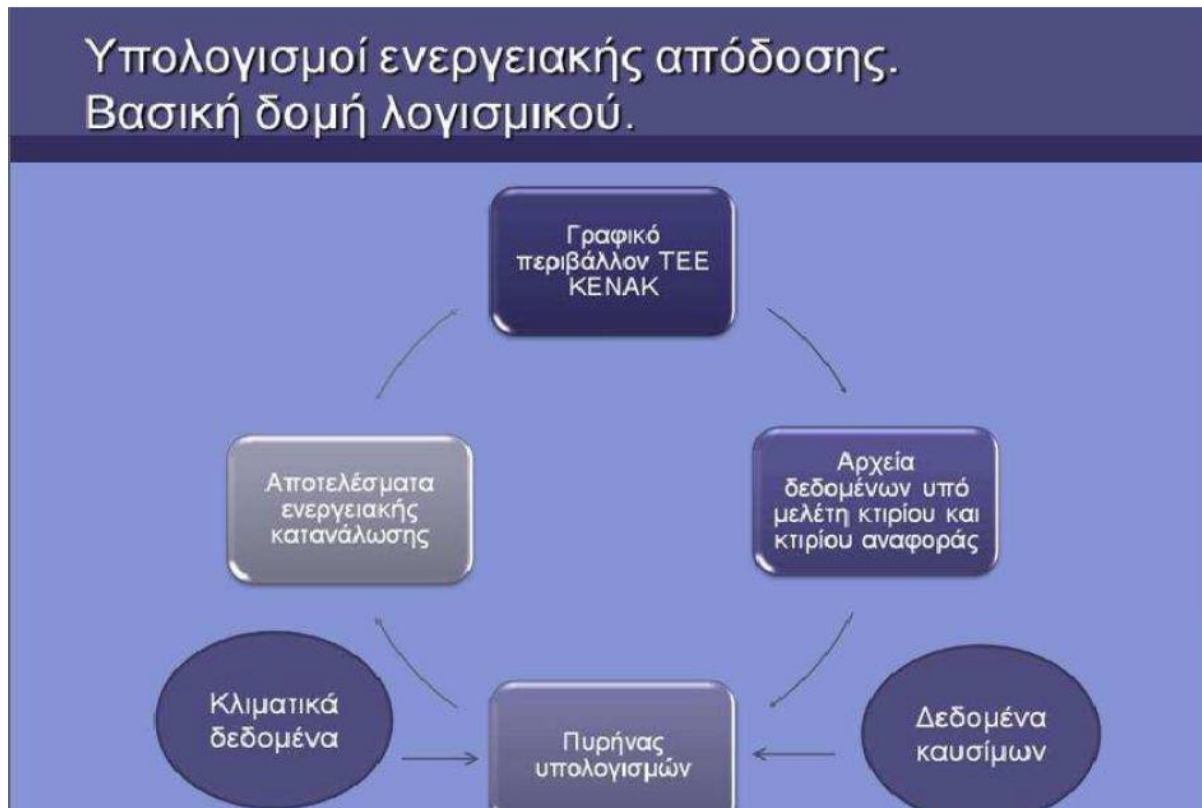 Υπολογισμοί ενεργειακής απόδοσης.
Βασική δομή λογισμικού.
Γραφικό
περιβάλλον ΤΕΕ
ΚΕΝΑΚ
Αποτελέσματα
ενεργειακής
κατανάλωσης
Αρχεία
δεδομένων υπό
μελέτη κτιρίου και
κτιρίου αναφοράς
Κλιματικά
δεδομένα
Πυρήνας
υπολογισμών
Δεδομένα
καυσίμων